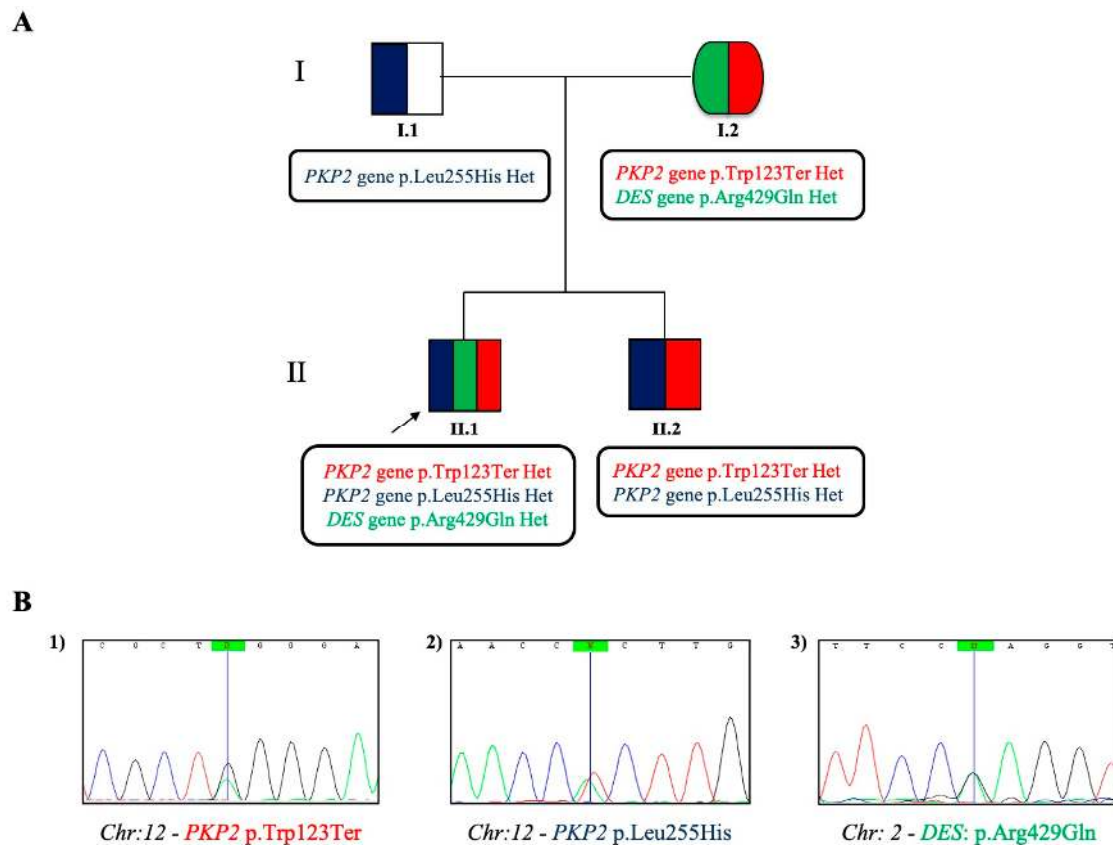 A
I
I.1
I.2
PKP2 gene p.Leu255His Het
PKP2 gene p.Trp123Ter Het
DES gene p.Arg429Gln Het
II
II.1
II.2
PKP2 gene p.Trp123Ter Het
PKP2 gene p.Leu255His Het
DES gene p.Arg429Gln Het
PKP2 gene p.Trp123Ter Het
PKP2 gene p.Leu255His Het
B
1)
C G C T G G G A
2)
A A C C C T T G
3)
T T C C A G G
Chr:12 - PKP2 p.Trp123Ter
Chr:12 - PKP2 p.Leu255His
Chr: 2 - DES: p.Arg429Gln